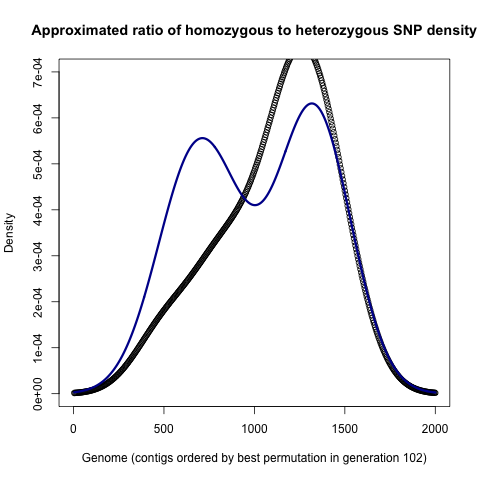 Approximated ratio of homozygous to heterozygous SNP density
7e-04
6e-04
5e-04
4e-04
3e-04
2e-04
1e-04
0e+00
Density
0 500 1000 1500 2000
Genome (contigs ordered by best permutation in generation 102)